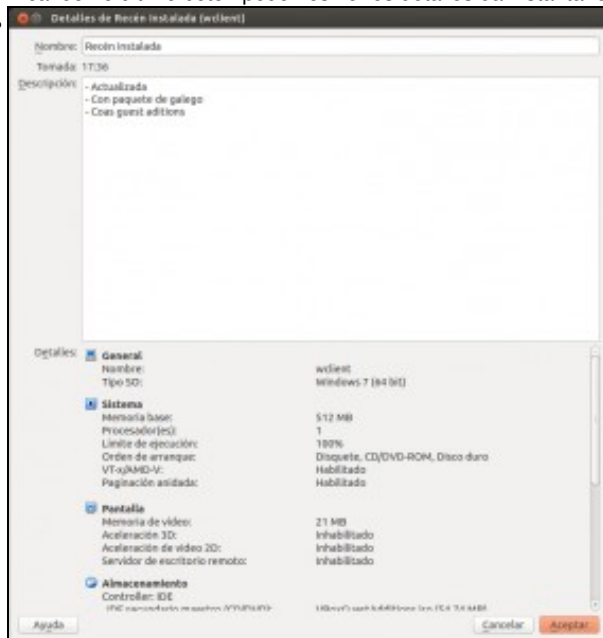 Detalles de Recén Instalada (wclient)
Nombre: Recén Instalada
Tomada: 17:36
Descripción: - Actualizada
- Con paquete de galego
- Coas guest aditions
Detalles: General
Nombre: wclient
Tipo SO: Windows 7 (64 bit)
Sistema
Memoria base: 512 MB
Procesador(es): 1
Límite de ejecución: 100%
Orden de arranque: Disquete, CD/DVD-ROM, Disco duro
VT-x/AMD-V: Habilitado
Paginación anidada: Habilitado
Pantalla
Memoria de vídeo: 21 MB
Aceleración 3D: Inhabilitado
Aceleración de vídeo 2D: Inhabilitado
Servidor de escritorio remoto: Inhabilitado
Almacenamiento
Controller: IDE
Ayuda Cancelar Aceptar